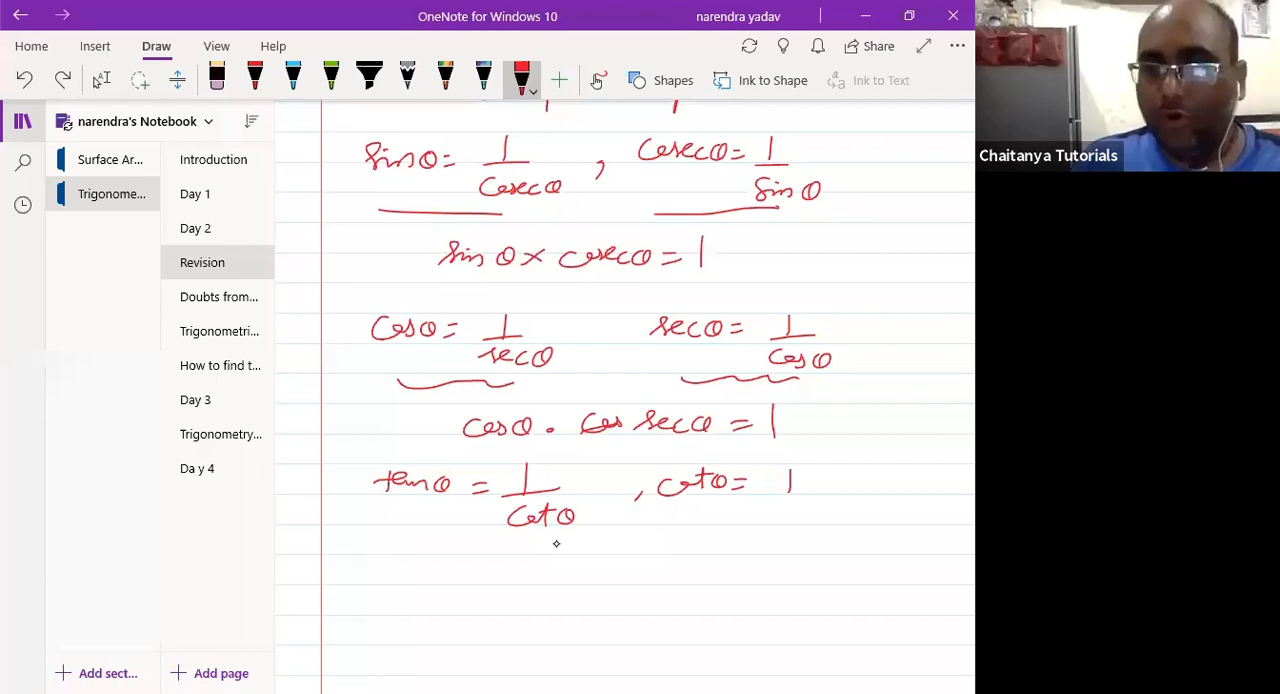 OneNote for Windows 10
narendra yadav
Home Insert Draw View Help
Share
Shapes Ink to Shape Ink to Text
narendra's Notebook
Surface Ar...
Trigonome...
Introduction
Day 1
Day 2
Revision
Doubts from...
Trigonometri...
How to find t...
Day 3
Trigonometry...
Da y 4
Add sect...
Add page
sinθ = 1/cosecθ , cosecθ = 1/sinθ
sinθ × cosecθ = 1
cosθ = 1/secθ secθ = 1/cosθ
cosθ . cos secθ = 1
tanθ = 1/cotθ , cotθ = 1
Chaitanya Tutorials